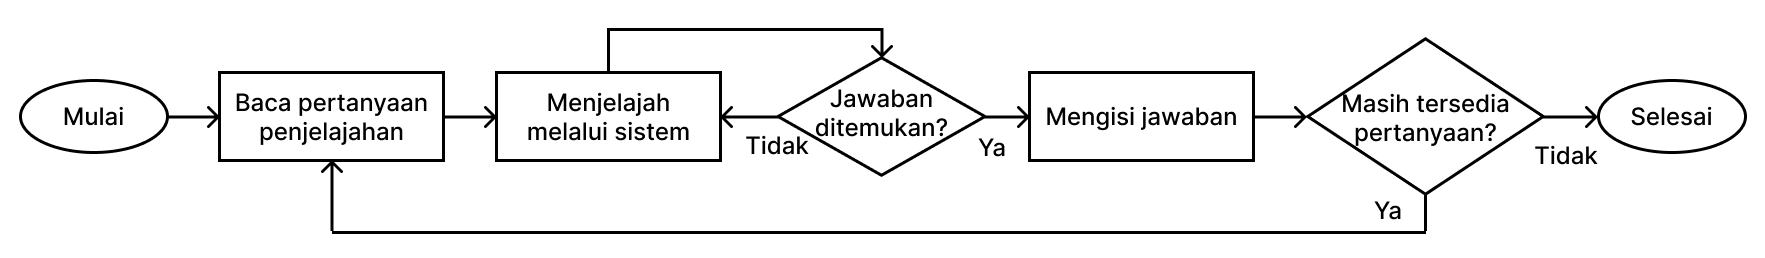 Mulai
Baca pertanyaan
penjelajahan
Menjelajah
melalui sistem
Jawaban
ditemukan?
Tidak
Ya
Mengisi jawaban
Masih tersedia
pertanyaan?
Tidak
Ya
Selesai